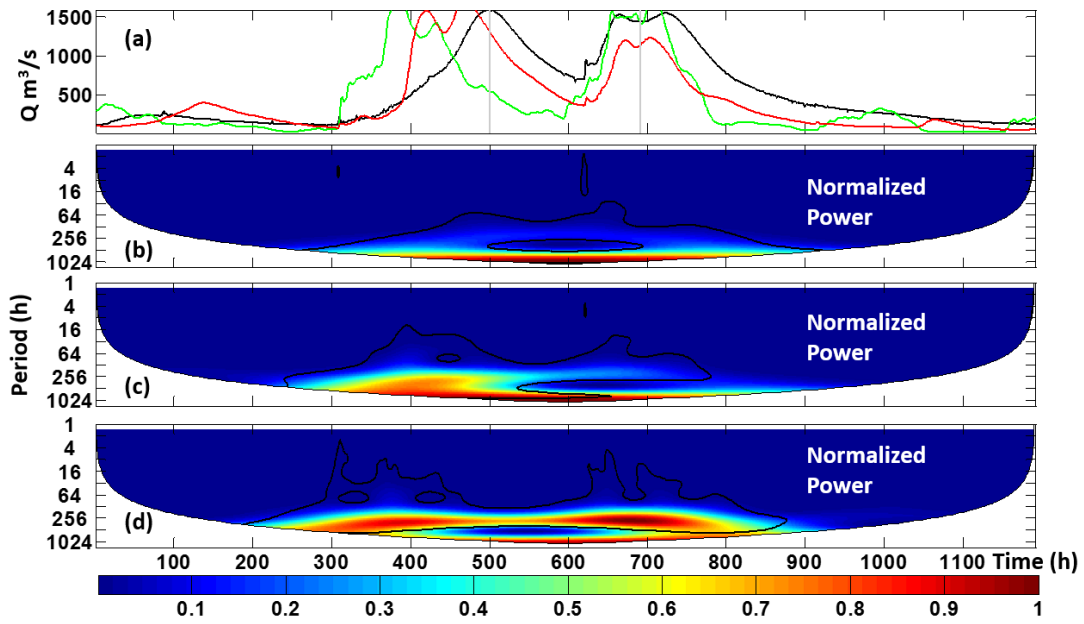 1500
(a)
1000
Q m³/s
500
4
16
64
256
1024
Normalized
Power
(b)
1
4
16
64
256
1024
Normalized
Power
(c)
Period (h)
1
4
16
64
256
1024
Normalized
Power
(d)
100 200 300 400 500 600 700 800 900 1000 1100 Time (h)
0.1 0.2 0.3 0.4 0.5 0.6 0.7 0.8 0.9 1